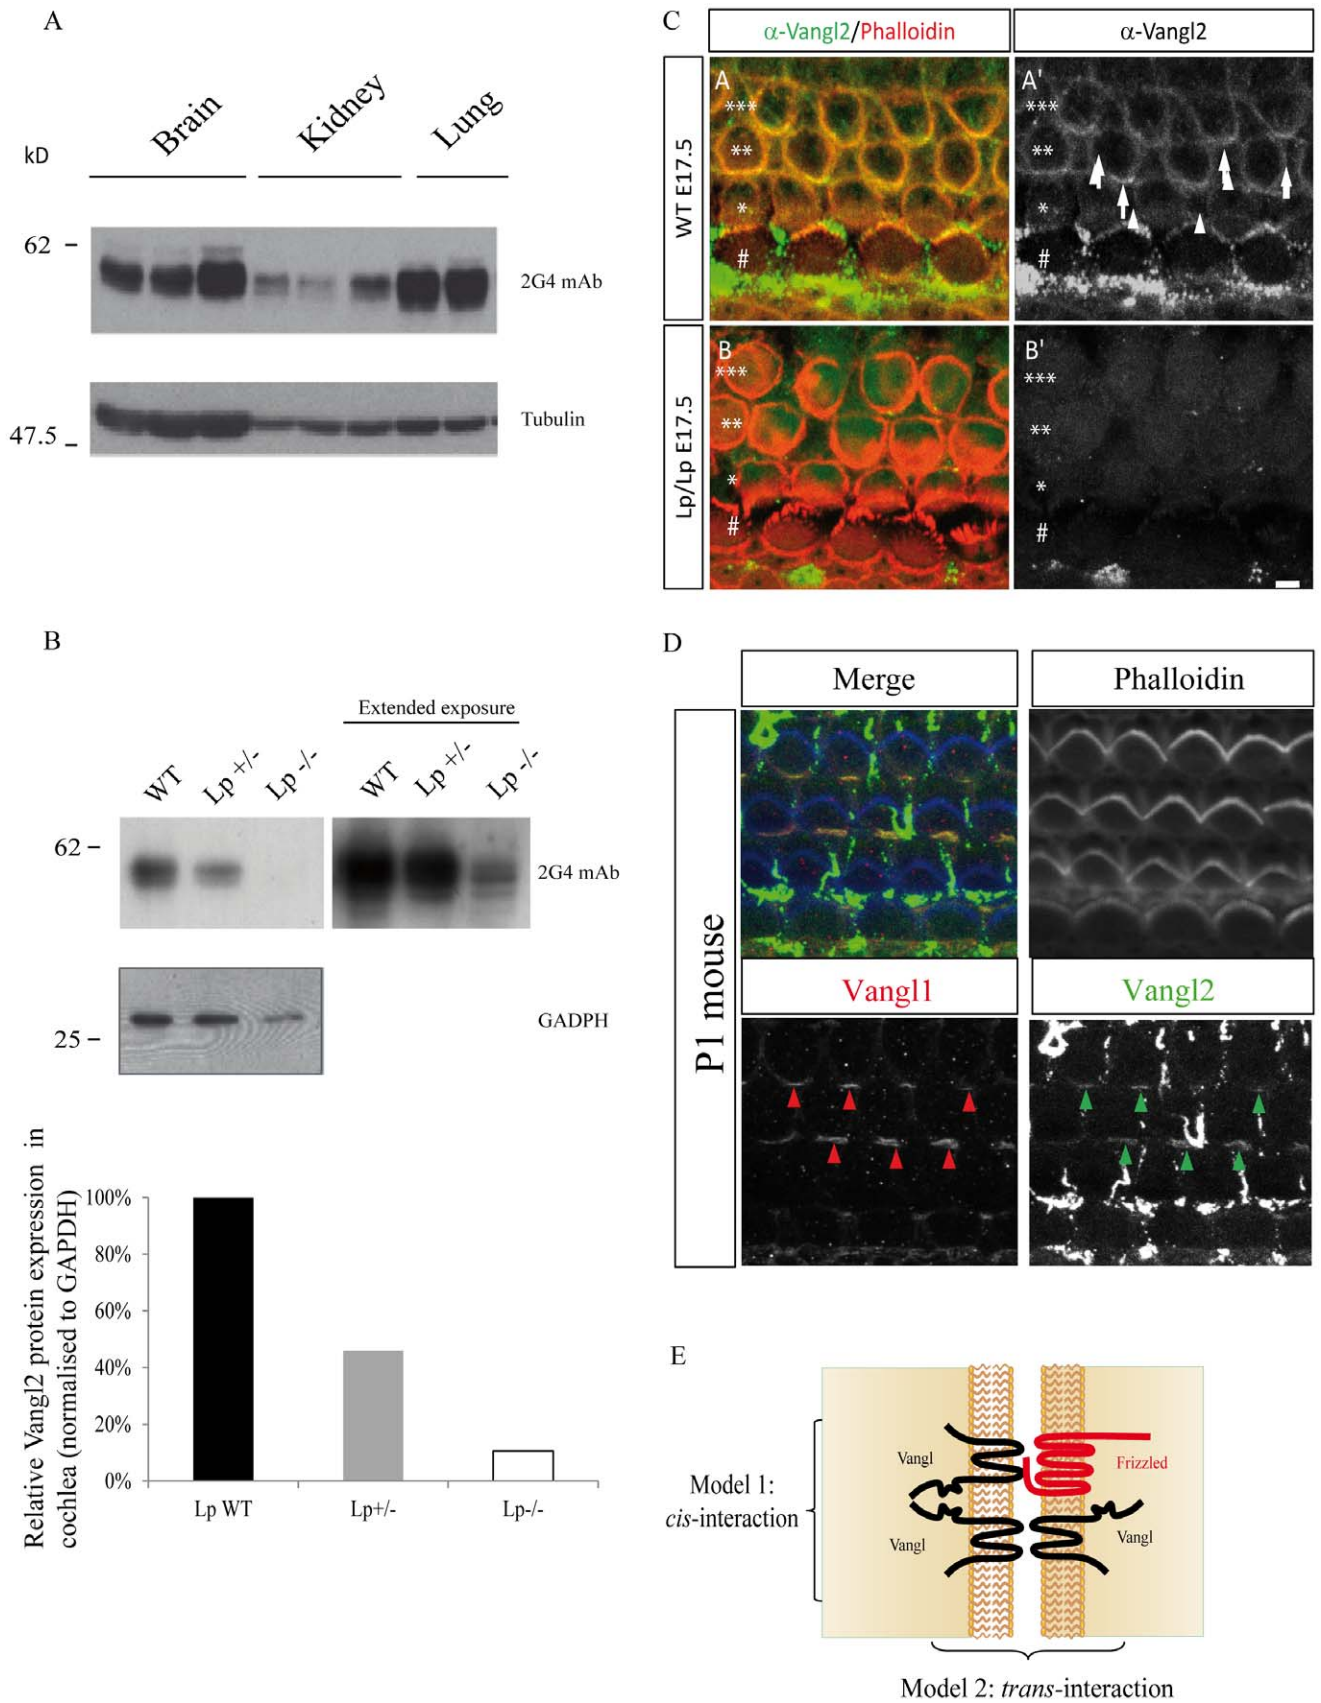 A
Brain
Kidney
Lung
kD
62
2G4 mAb
47.5
Tubulin
B
Extended exposure
WT
Lp +/-
Lp -/-
WT
Lp +/-
Lp -/-
62
2G4 mAb
25
GADPH
Relative Vangl2 protein expression in
cochlea (normalised to GAPDH)
100%
80%
60%
40%
20%
0%
Lp WT
Lp+/-
Lp-/-
C
α-Vangl2/Phalloidin
α-Vangl2
WT E17.5
A
***
**
*
#
A'
***
**
*
#
Lp/Lp E17.5
B
***
**
*
#
B'
***
**
*
#
D
Merge
Phalloidin
P1 mouse
Vangl1
Vangl2
E
Model 1:
cis-interaction
Vangl
Frizzled
Vangl
Vangl
Model 2: trans-interaction